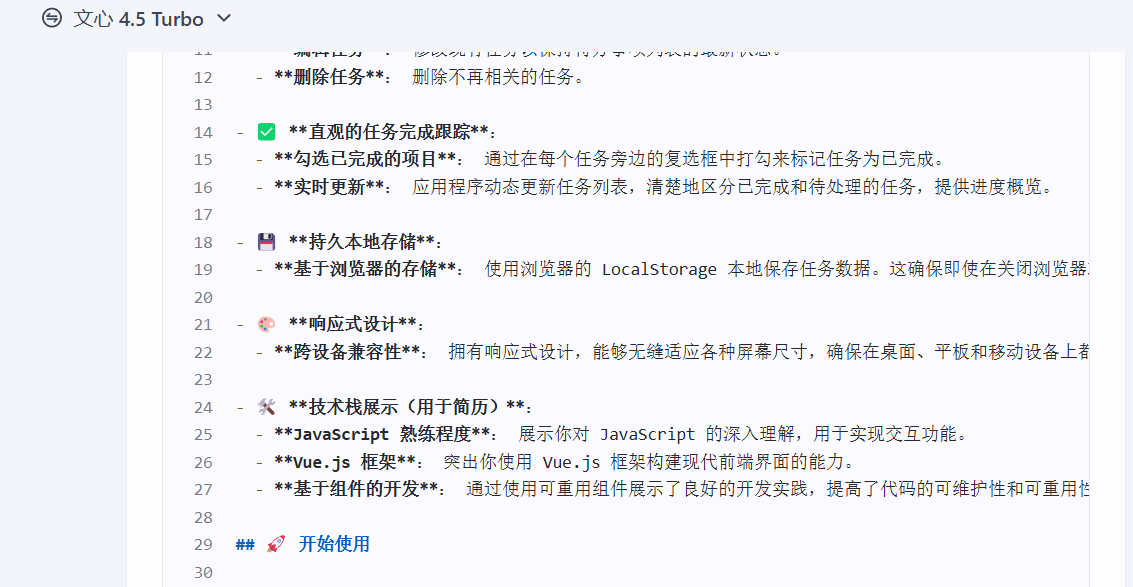 文心 4.5 Turbo
12 - **删除任务**： 删除不再相关的任务。
13
14 - ✅ **直观的任务完成跟踪**：
15 - **勾选已完成的项目**： 通过在每个任务旁边的复选框中打勾来标记任务为已完成。
16 - **实时更新**： 应用程序动态更新任务列表，清楚地区分已完成和待处理的任务，提供进度概览。
17
18 - 💾 **持久本地存储**：
19 - **基于浏览器的存储**： 使用浏览器的 LocalStorage 本地保存任务数据。这确保即使在关闭浏览器
20
21 - 🎨 **响应式设计**：
22 - **跨设备兼容性**： 拥有响应式设计，能够无缝适应各种屏幕尺寸，确保在桌面、平板和移动设备上都
23
24 - 🛠️ **技术栈展示（用于简历）**：
25 - **JavaScript 熟练程度**： 展示你对 JavaScript 的深入理解，用于实现交互功能。
26 - **Vue.js 框架**： 突出你使用 Vue.js 框架构建现代前端界面的能力。
27 - **基于组件的开发**： 通过使用可重用组件展示了良好的开发实践，提高了代码的可维护性和可重用性
28
29 ## 🚀 开始使用
30